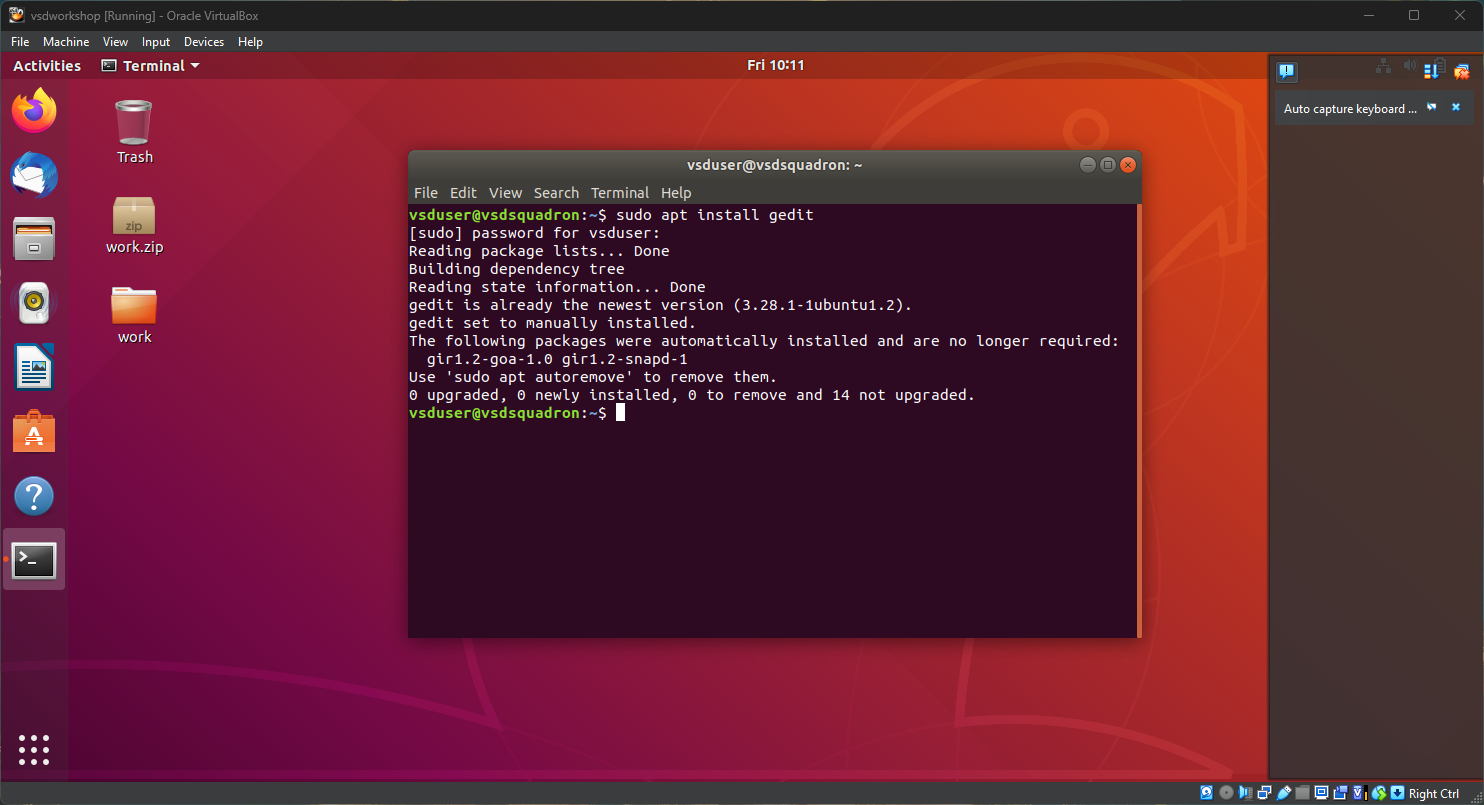 vsdworkshop [Running] - Oracle VirtualBox
File Machine View Input Devices Help
Activities Terminal Fri 10:11
Auto capture keyboard ...
Trash
zip
work.zip
work
vsduser@vsdsquadron: ~
File Edit View Search Terminal Help
vsduser@vsdsquadron:~$ sudo apt install gedit
[sudo] password for vsduser:
Reading package lists... Done
Building dependency tree
Reading state information... Done
gedit is already the newest version (3.28.1-1ubuntu1.2).
gedit set to manually installed.
The following packages were automatically installed and are no longer required:
  gir1.2-goa-1.0 gir1.2-snapd-1
Use 'sudo apt autoremove' to remove them.
0 upgraded, 0 newly installed, 0 to remove and 14 not upgraded.
vsduser@vsdsquadron:~$
Right Ctrl